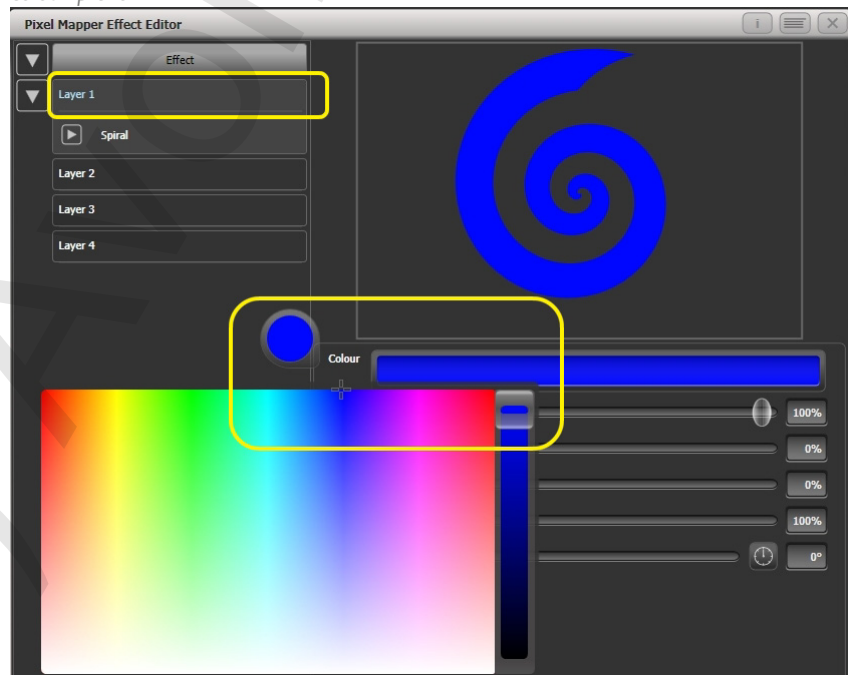 Pixel Mapper Effect Editor
i
Effect
Layer 1
Spiral
Layer 2
Layer 3
Layer 4
Colour
100%
0%
0%
100%
0°